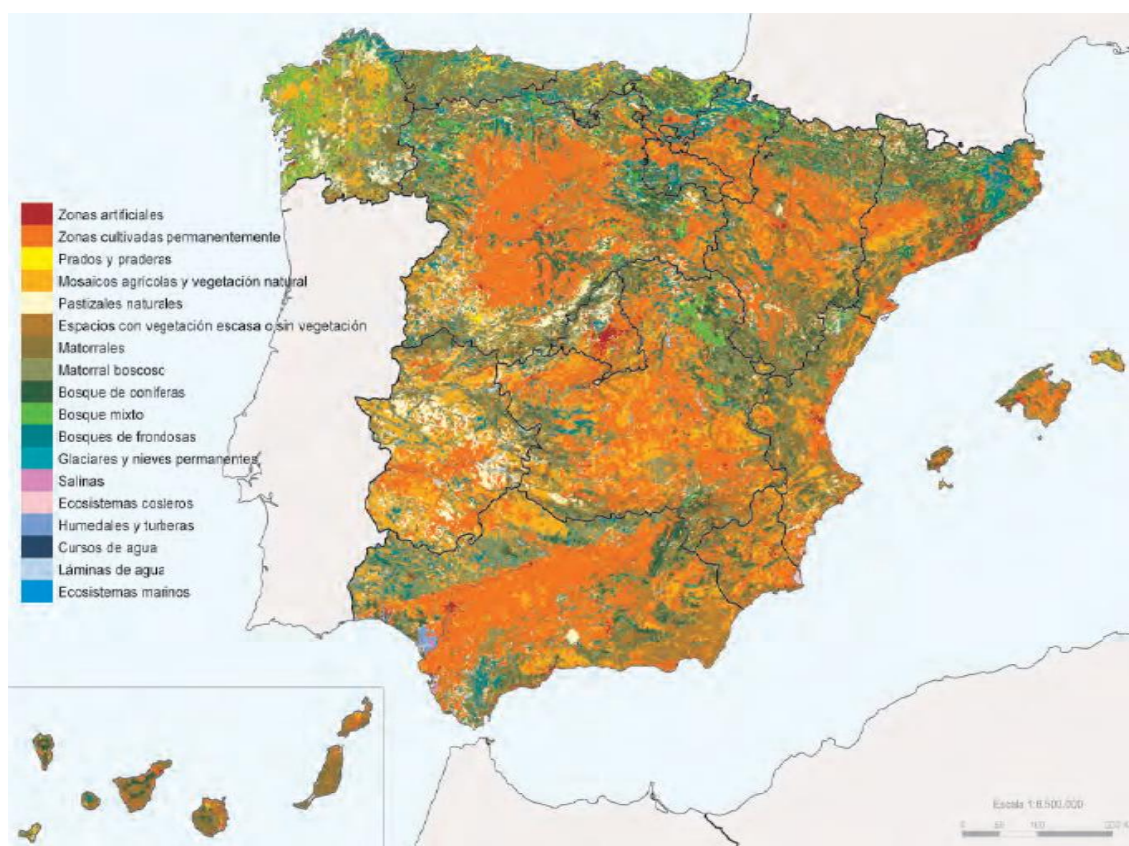 Zonas artificiales
Zonas cultivadas permanentemente
Prados y praderas
Mosaicos agrícolas y vegetación natural
Pastizales naturales
Espacios con vegetación escasa o sin vegetación
Matorrales
Matorral boscoso
Bosque de coníferas
Bosque mixto
Bosques de frondosas
Glaciares y nieves permanentes
Salinas
Ecosistemas costeros
Humedales y turberas
Cursos de agua
Láminas de agua
Ecosistemas marinos
Escala 1:8.500.000
0